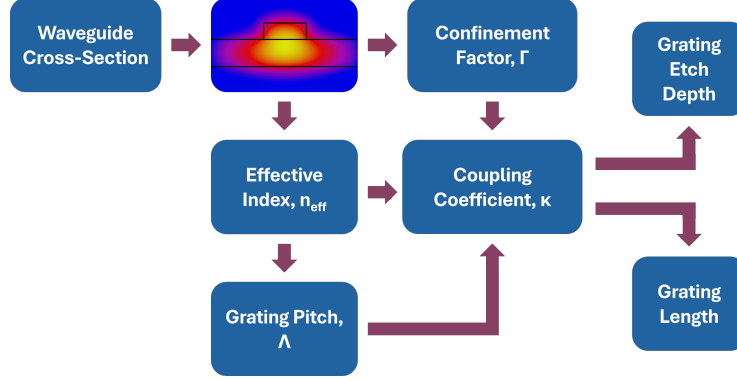 Waveguide
Cross-Section
Confinement
Factor, Γ
Grating
Etch
Depth
Effective
Index, neff
Coupling
Coefficient, κ
Grating Pitch,
Λ
Grating
Length